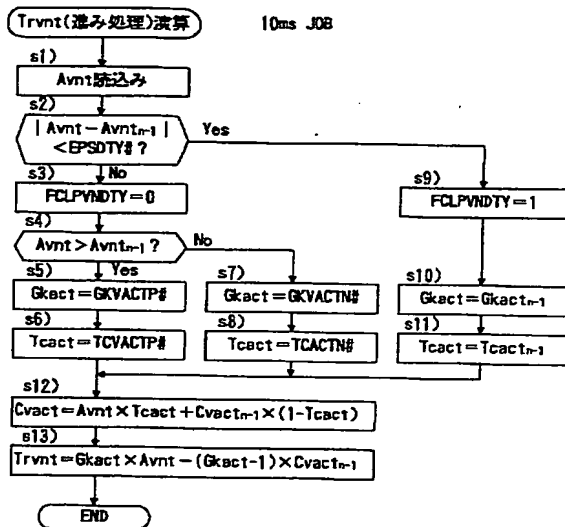 Trvnt(進み処理)演算
10ms JOB
s1)
Avnt読込み
s2)
|Avnt-Avntn-1|
<EPSDTY#?
Yes
No
s3)
FCLPVNDTY=0
s9)
FCLPVNDTY=1
s4)
Avnt>Avntn-1?
No
Yes
s5)
Gkact=GKVACTP#
s7)
Gkact=GKVACTN#
s10)
Gkact=Gkactn-1
s6)
Tcact=TCVACTP#
s8)
Tcact=TCACTN#
s11)
Tcact=Tcactn-1
s12)
Cvact=Avnt×Tcact+Cvactn-1×(1-Tcact)
s13)
Trvnt=Gkact×Avnt-(Gkact-1)×Cvactn-1
END